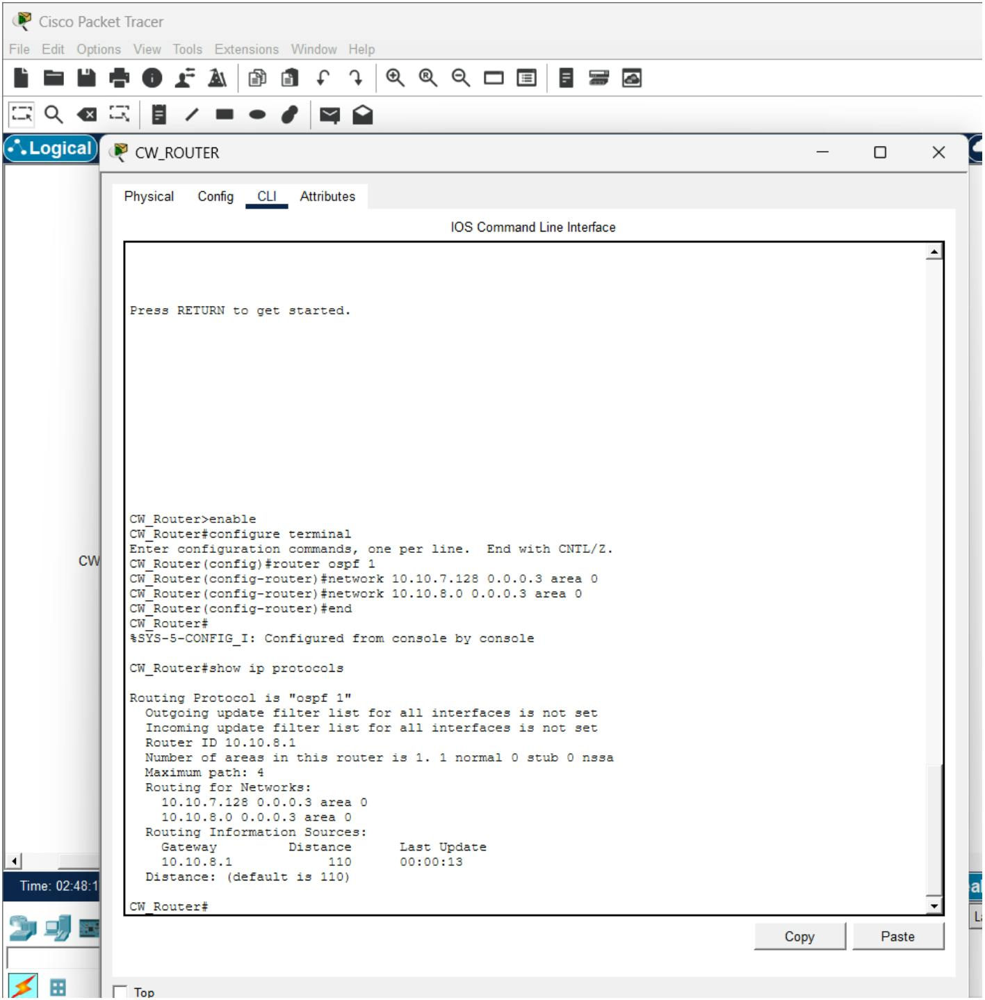 Cisco Packet Tracer
File Edit Options View Tools Extensions Window Help
Logical
CW_ROUTER
Physical Config CLI Attributes
IOS Command Line Interface
Press RETURN to get started.
CW_Router>enable
CW_Router#configure terminal
Enter configuration commands, one per line.  End with CNTL/Z.
CW_Router(config)#router ospf 1
CW_Router(config-router)#network 10.10.7.128 0.0.0.3 area 0
CW_Router(config-router)#network 10.10.8.0 0.0.0.3 area 0
CW_Router(config-router)#end
CW_Router#
%SYS-5-CONFIG_I: Configured from console by console
CW_Router#show ip protocols
Routing Protocol is "ospf 1"
Outgoing update filter list for all interfaces is not set
Incoming update filter list for all interfaces is not set
Router ID 10.10.8.1
Number of areas in this router is 1. 1 normal 0 stub 0 nssa
Maximum path: 4
Routing for Networks:
10.10.7.128 0.0.0.3 area 0
10.10.8.0 0.0.0.3 area 0
Routing Information Sources:
Gateway Distance Last Update
10.10.8.1 110 00:00:13
Distance: (default is 110)
CW_Router#
CW
Time: 02:48:1
Copy Paste
Top